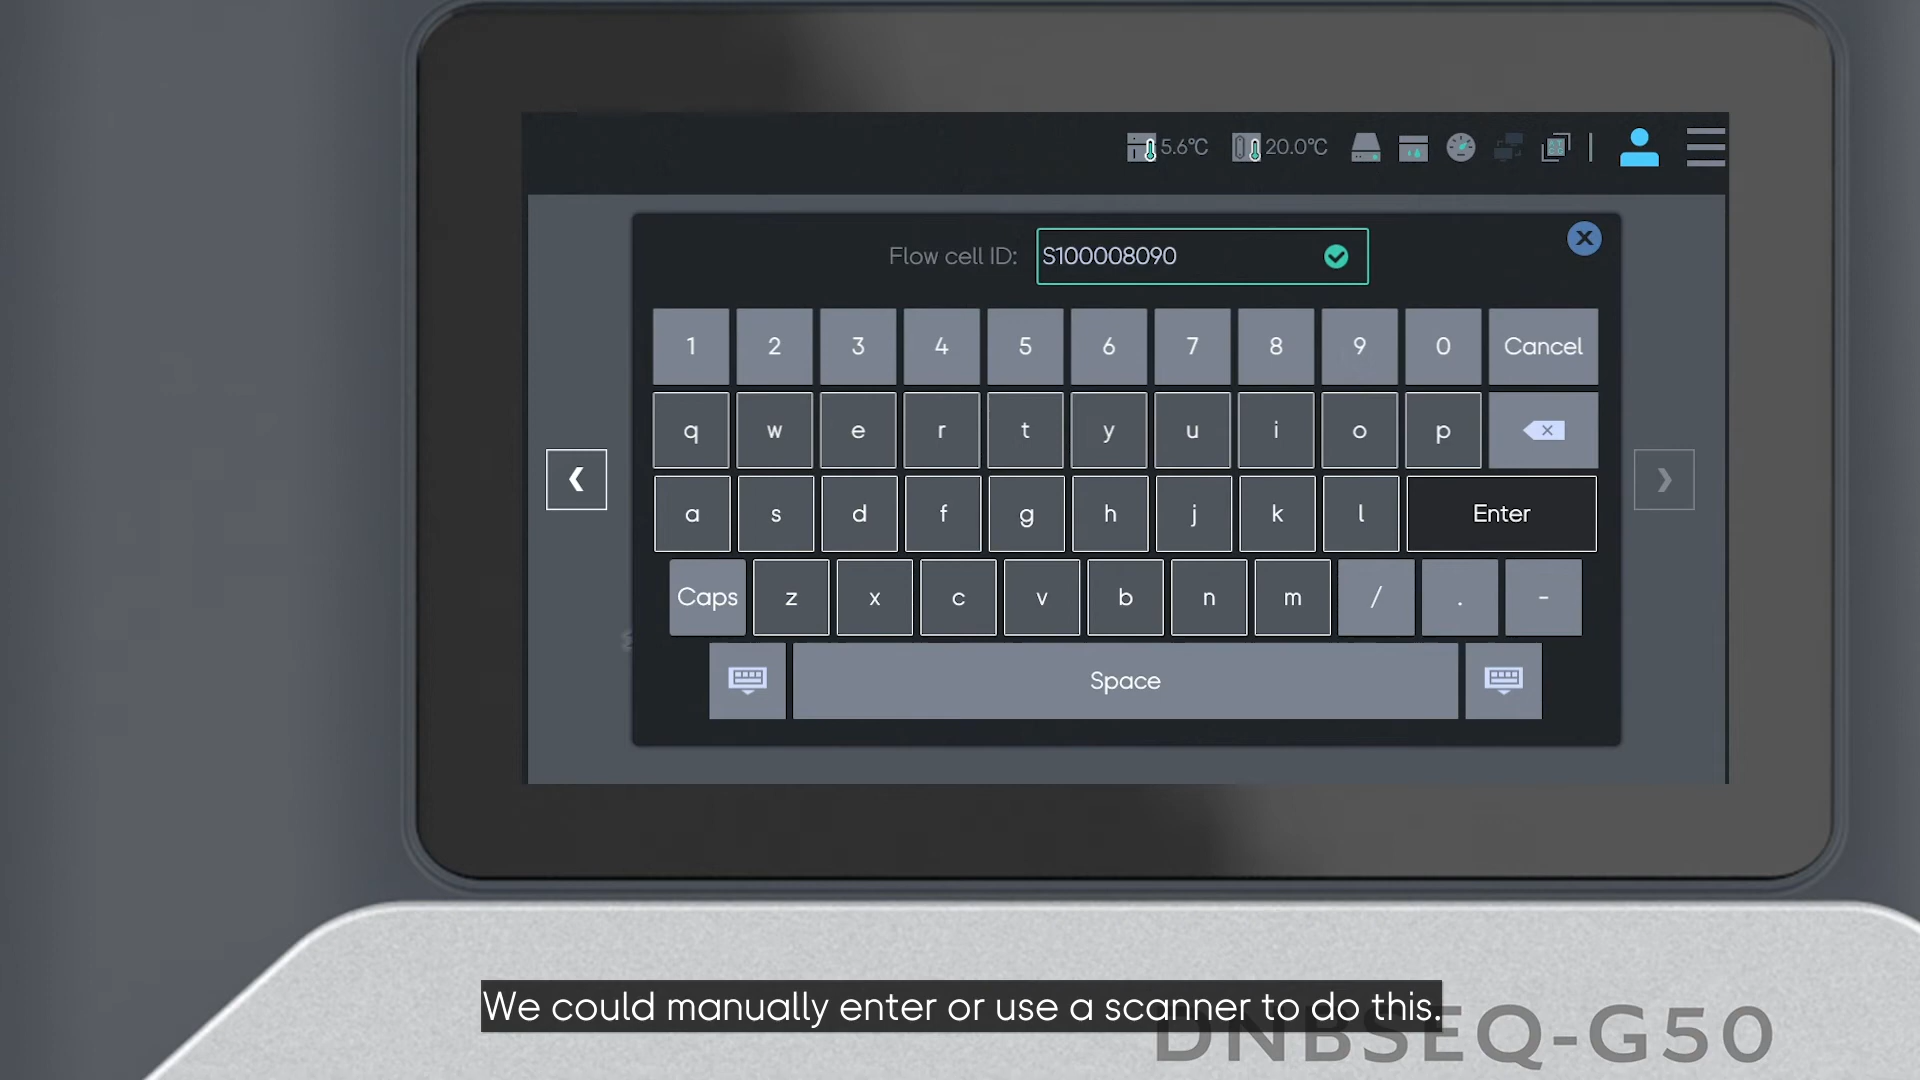 5.6℃ 20.0℃
Flow cell ID: S100008090
X
1 2 3 4 5 6 7 8 9 0 Cancel
q w e r t y u i o p
a s d f g h j k l Enter
Caps z x c v b n m / . -
Space
We could manually enter or use a scanner to do this.
DNBSEQ-G50